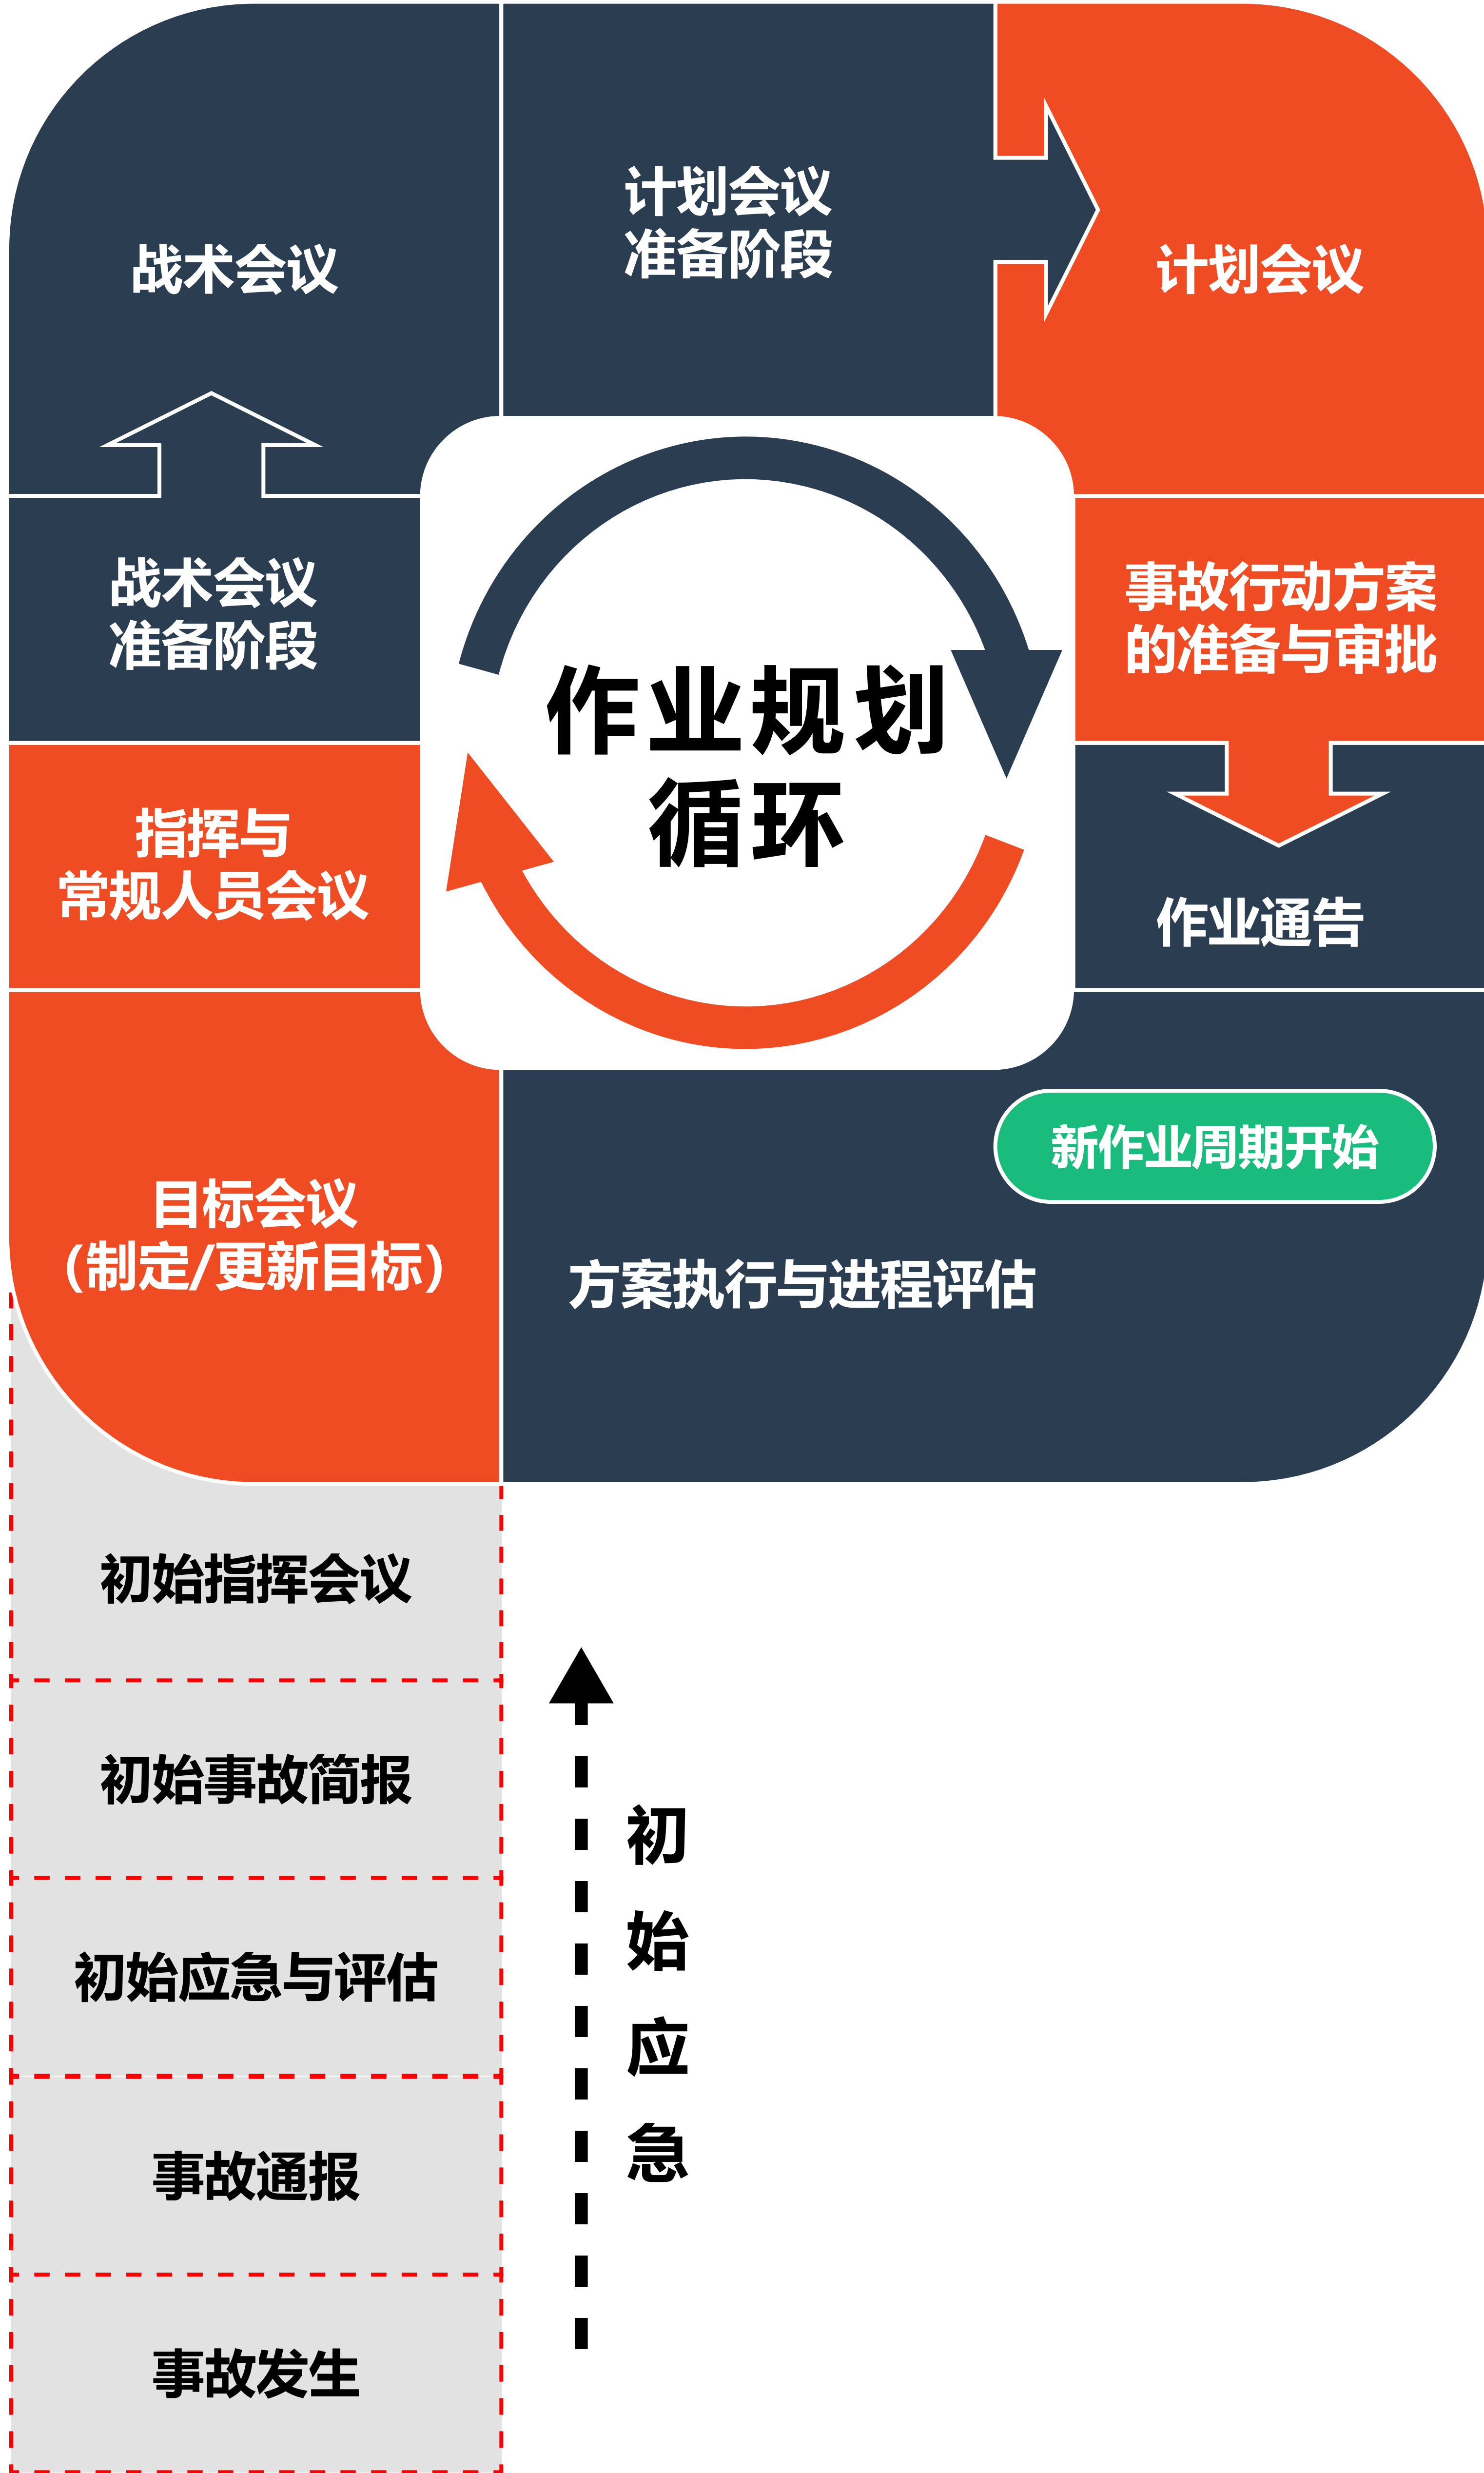 计划会议
准备阶段
战术会议
计划会议
战术会议
准备阶段
事故行动方案
的准备与审批
作业规划
循环
指挥与
常规人员会议
作业通告
新作业周期开始
目标会议
(制定/更新目标)
方案执行与进程评估
初始指挥会议
初始事故简报
初始应急与评估
事故通报
事故发生
初
始
应
急